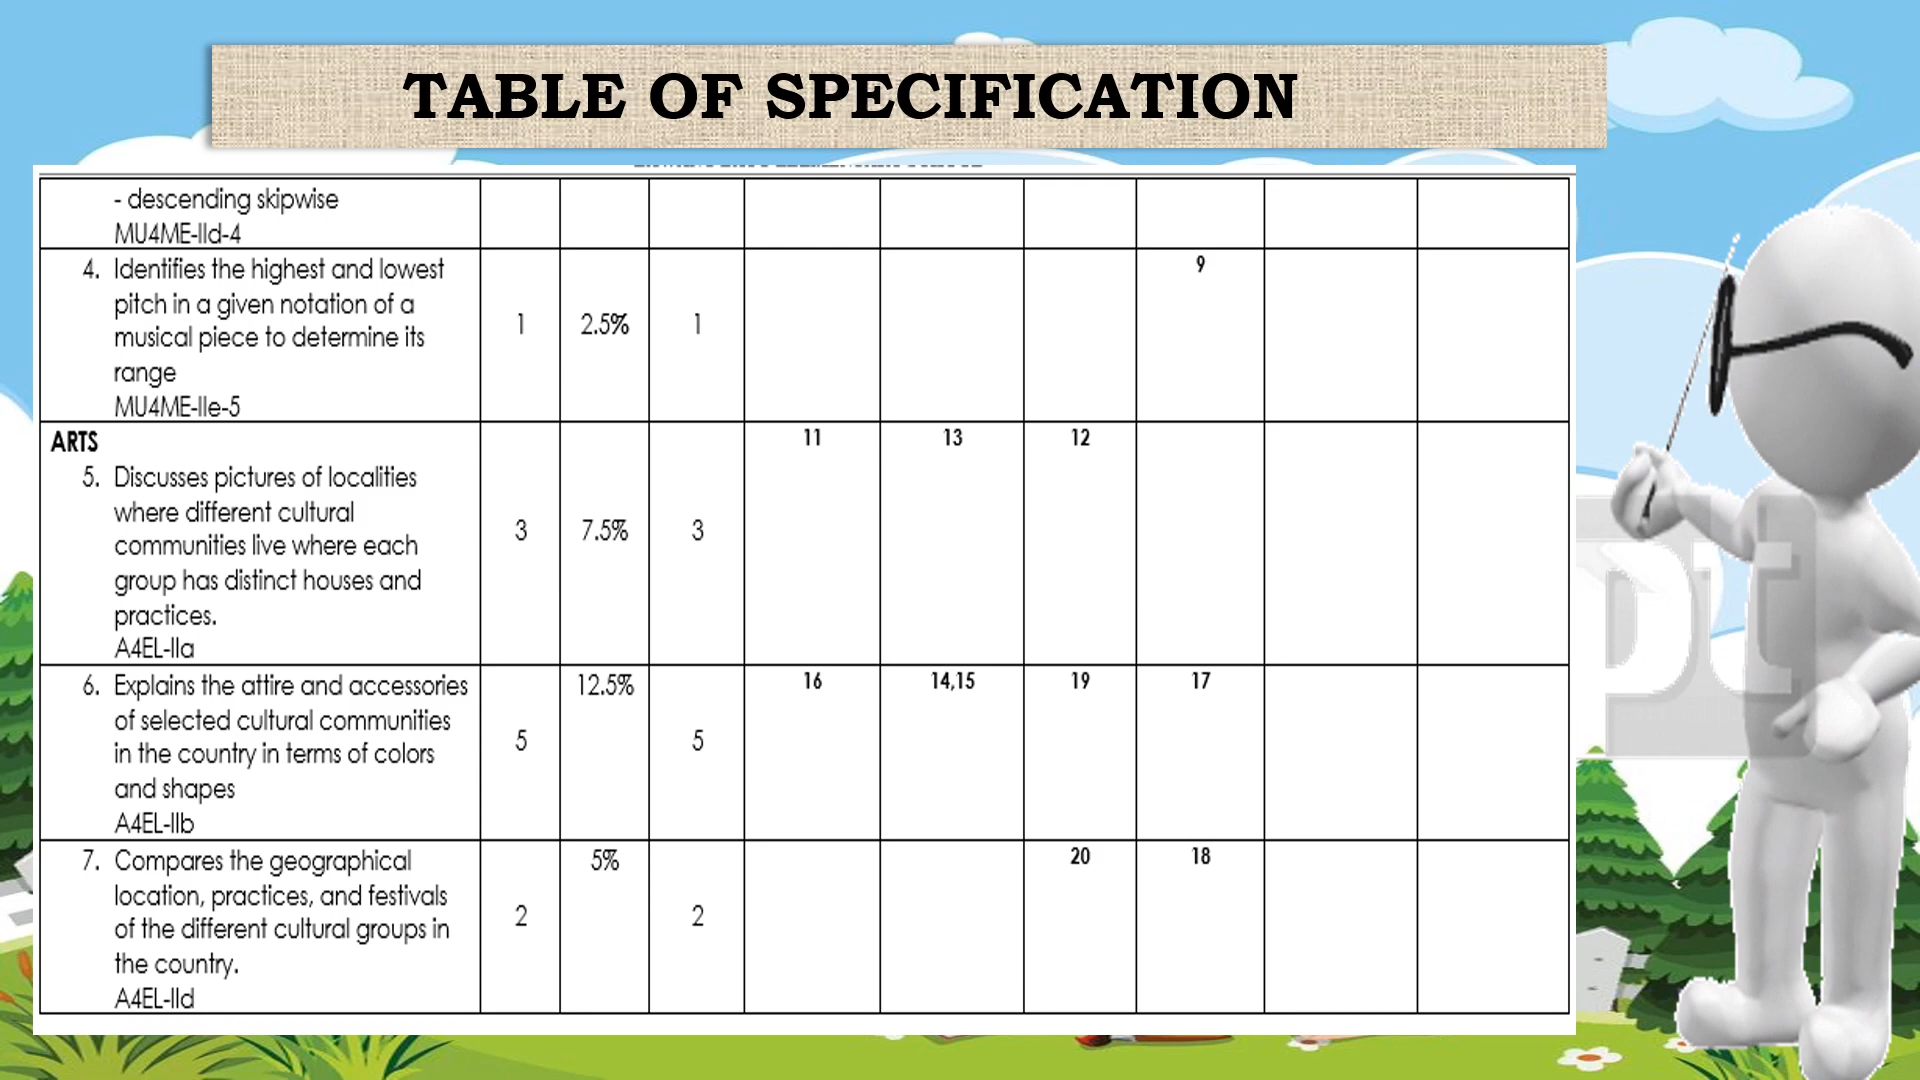 TABLE OF SPECIFICATION
- descending skipwise
MU4ME-IId-4
4. Identifies the highest and lowest
pitch in a given notation of a
musical piece to determine its
range
MU4ME-IIe-5
1
2.5%
1
9
ARTS
5. Discusses pictures of localities
where different cultural
communities live where each
group has distinct houses and
practices.
A4EL-IIa
3
7.5%
3
11
13
12
6. Explains the attire and accessories
of selected cultural communities
in the country in terms of colors
and shapes
A4EL-IIb
5
12.5%
5
16
14,15
19
17
7. Compares the geographical
location, practices, and festivals
of the different cultural groups in
the country.
A4EL-IId
2
5%
2
20
18
pt